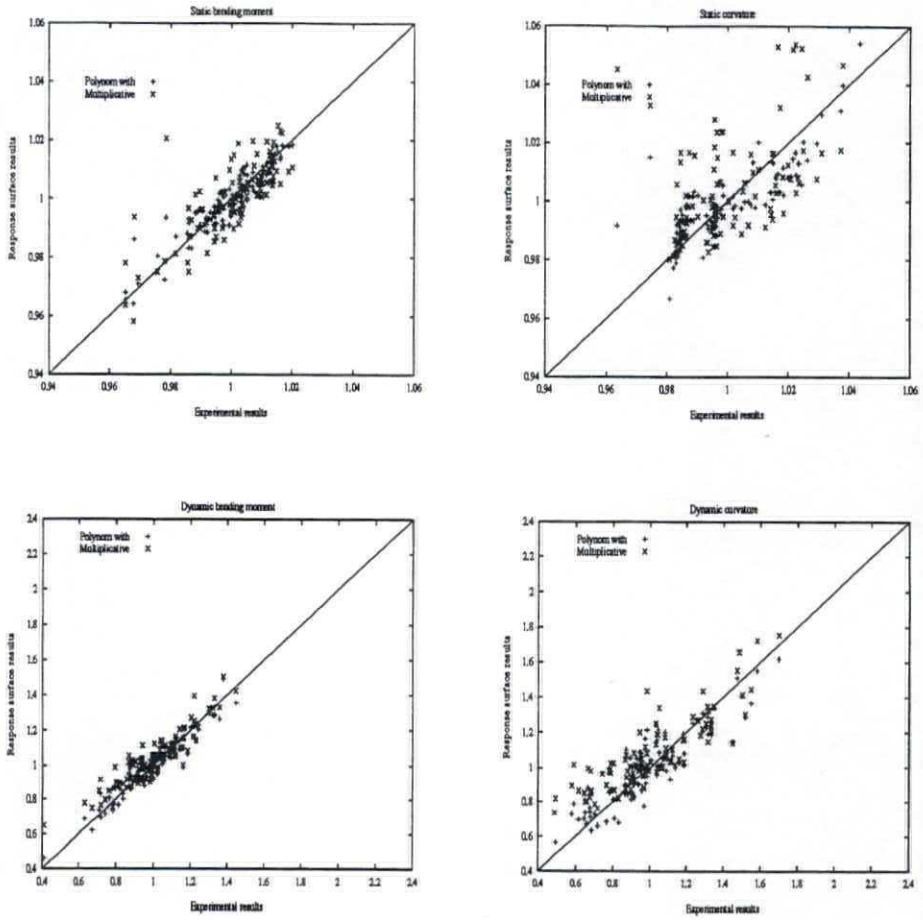 Static bending moment
1.06
1.04
1.02
1
0.98
0.96
0.94
Response surface results
Polynom with +
Multiplicative ×
0.94 0.96 0.98 1 1.02 1.04 1.06
Experimental results
Static curvature
1.06
1.04
1.02
1
0.98
0.96
0.94
Response surface results
Polynom with +
Multiplicative ×
0.94 0.96 0.98 1 1.02 1.04 1.06
Experimental results
Dynamic bending moment
2.4
2.2
2
1.8
1.6
1.4
1.2
1
0.8
0.6
0.4
Response surface results
Polynom with +
Multiplicative ×
0.4 0.6 0.8 1 1.2 1.4 1.6 1.8 2 2.2 2.4
Experimental results
Dynamic curvature
2.4
2.2
2
1.8
1.6
1.4
1.2
1
0.8
0.6
0.4
Response surface results
Polynom with +
Multiplicative ×
0.4 0.6 0.8 1 1.2 1.4 1.6 1.8 2 2.2 2.4
Experimental results